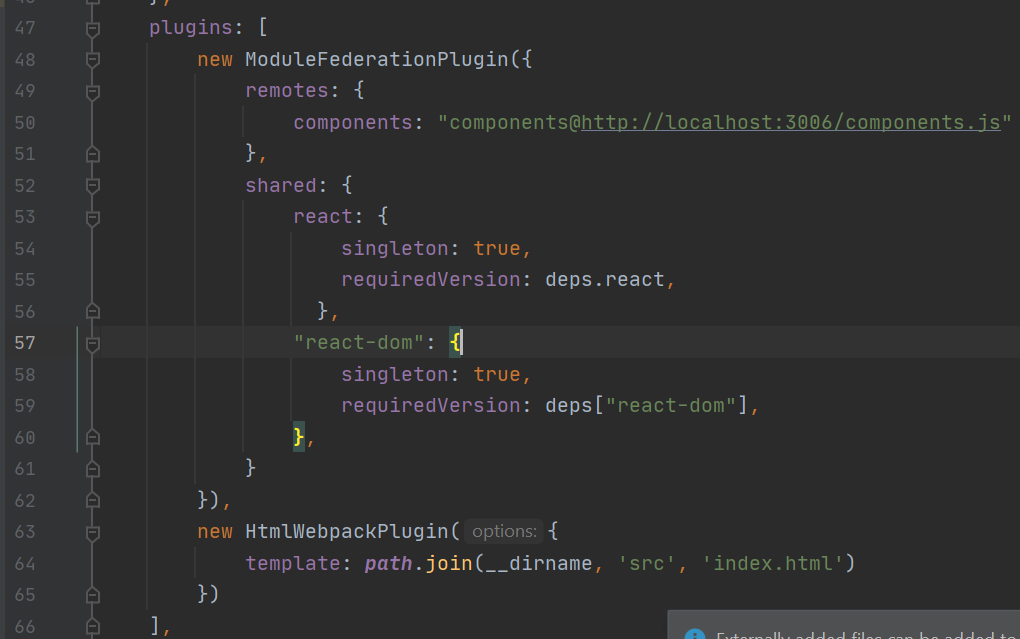 47 plugins: [
48 new ModuleFederationPlugin({
49 remotes: {
50 components: "components@http://localhost:3006/components.js"
51 },
52 shared: {
53 react: {
54 singleton: true,
55 requiredVersion: deps.react,
56 },
57 "react-dom": {
58 singleton: true,
59 requiredVersion: deps["react-dom"],
60 },
61 }
62 }),
63 new HtmlWebpackPlugin( options: {
64 template: path.join(__dirname, 'src', 'index.html')
65 })
66 ],
Externally added files can be added to